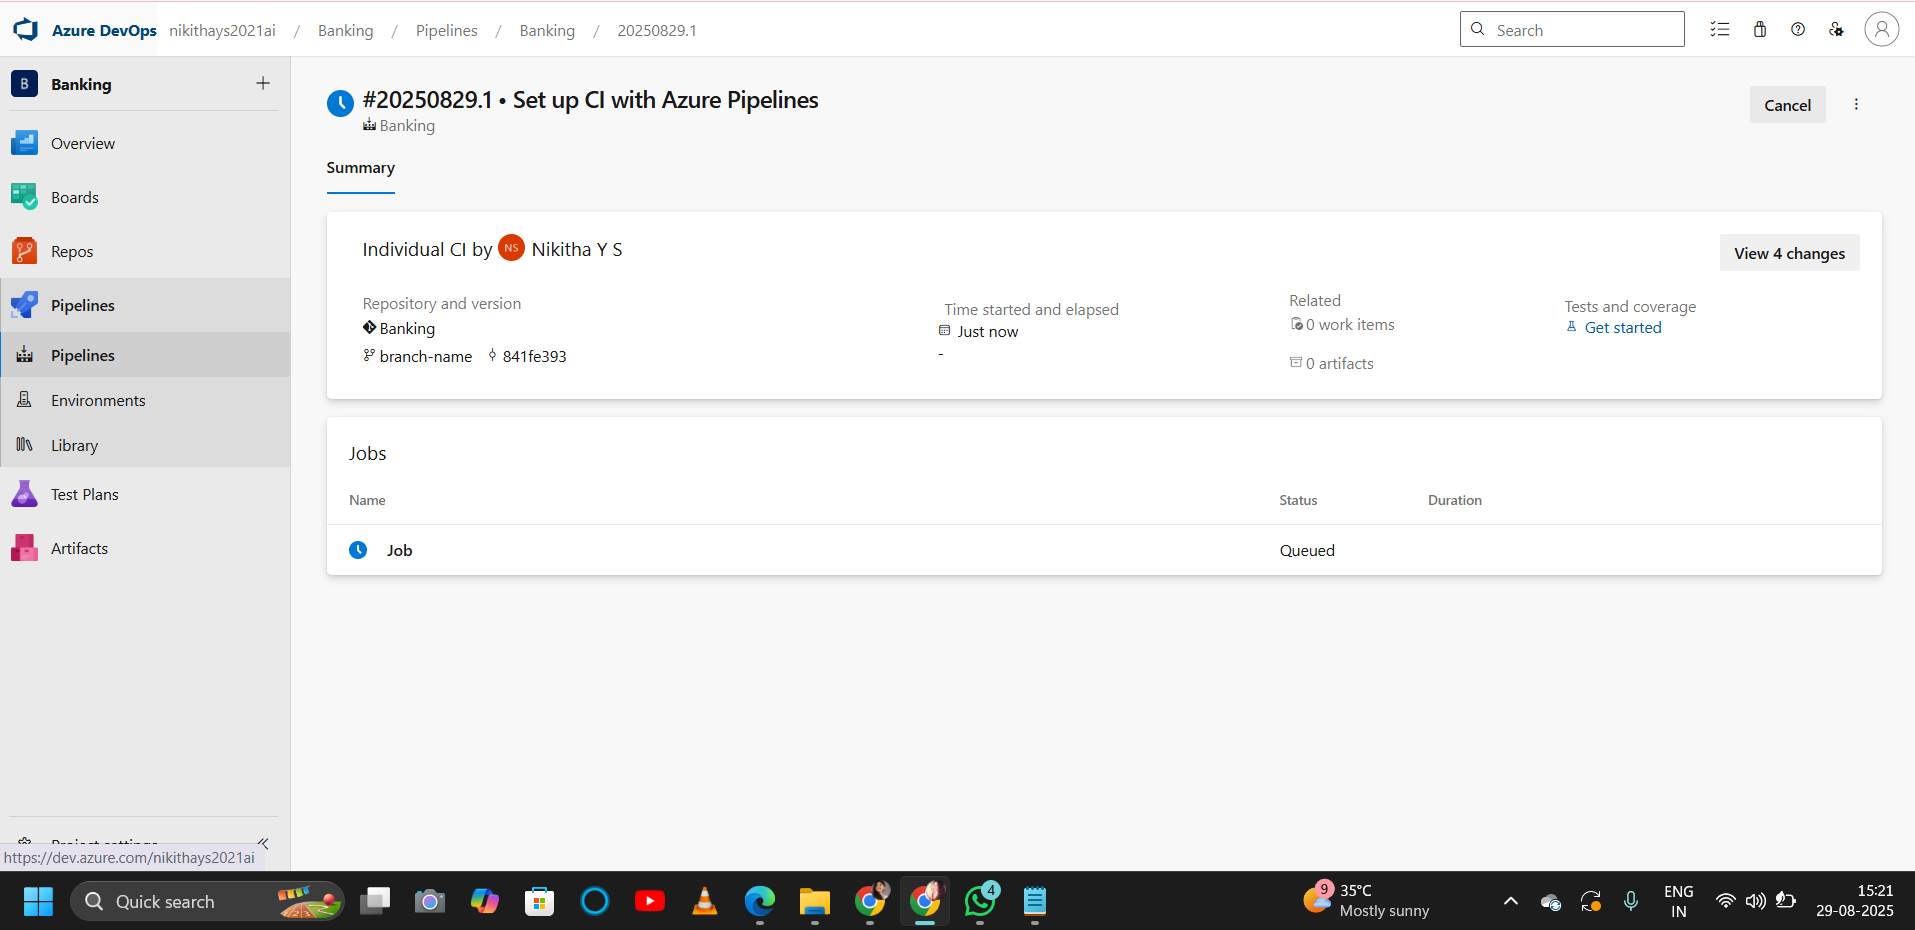 Azure DevOps nikithays2021ai / Banking / Pipelines / Banking / 20250829.1
Search
B Banking
Overview
Boards
Repos
Pipelines
Pipelines
Environments
Library
Test Plans
Artifacts
Project settings
https://dev.azure.com/nikithays2021ai
#20250829.1 • Set up CI with Azure Pipelines
Banking
Cancel
Summary
Individual CI by NS Nikitha Y S
View 4 changes
Repository and version
Banking
branch-name 841fe393
Time started and elapsed
Just now
-
Related
0 work items
0 artifacts
Tests and coverage
Get started
Jobs
Name Status Duration
Job Queued
Quick search
4
9
35°C
Mostly sunny
ENG
IN
15:21
29-08-2025